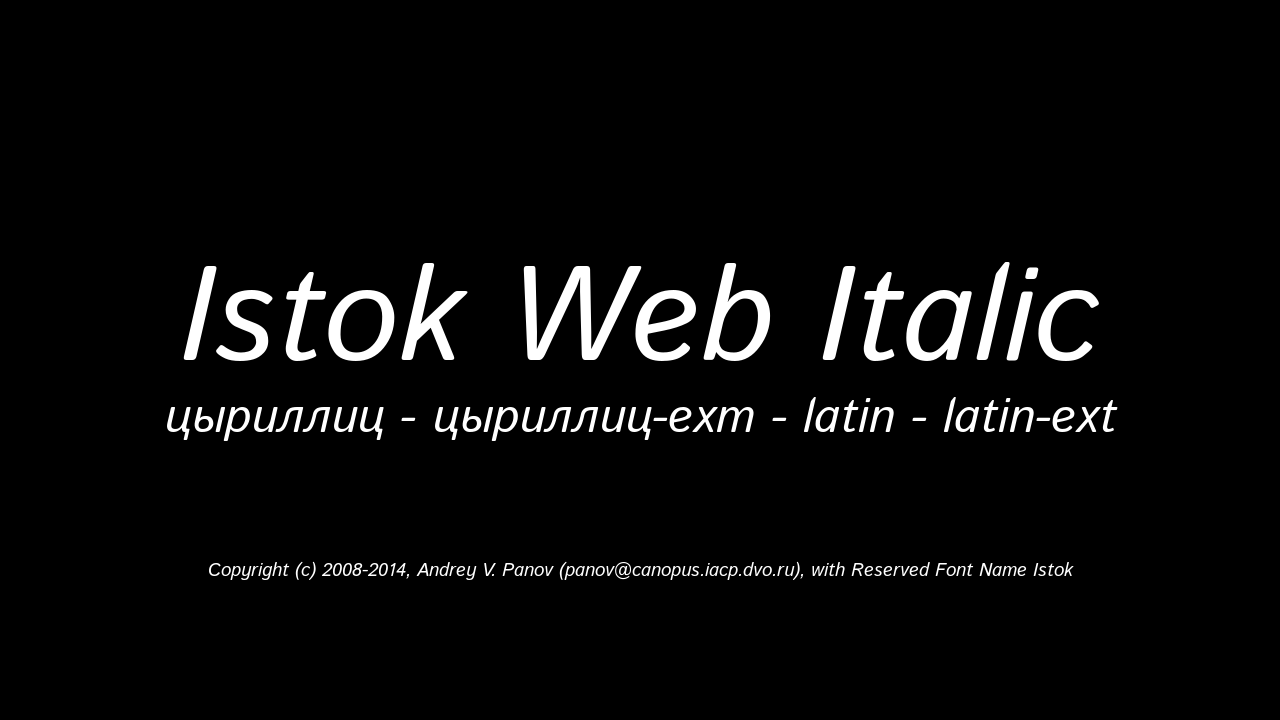 Istok Web Italic
цыриллиц - цыриллиц-ехт - latin - latin-ext
Copyright (c) 2008-2014, Andrey V. Panov (panov@canopus.iacp.dvo.ru), with Reserved Font Name Istok